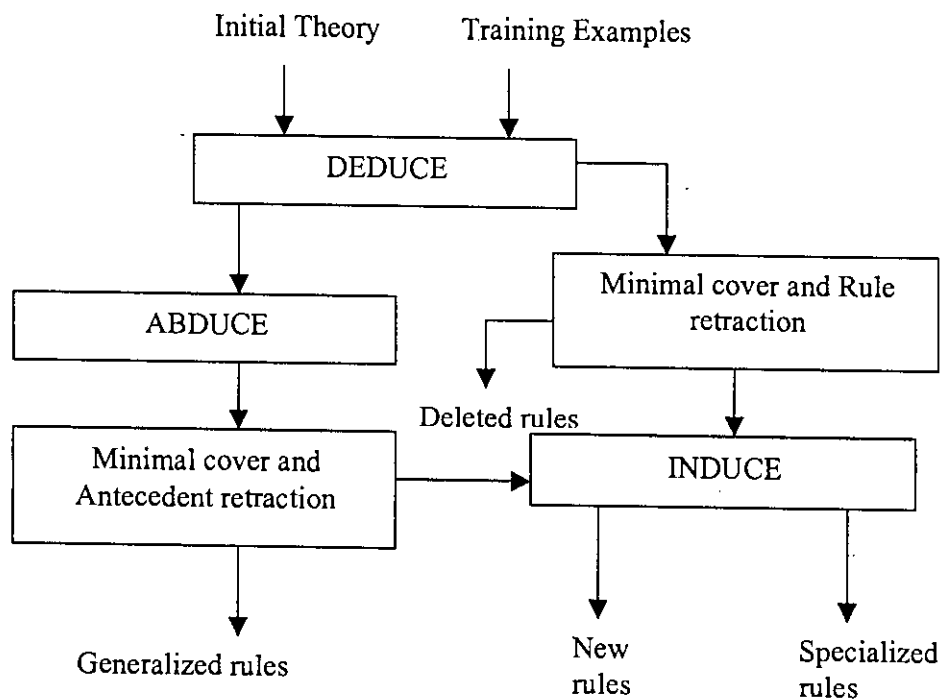 Initial Theory
Training Examples
DEDUCE
Minimal cover and Rule
retraction
ABDUCE
Deleted rules
Minimal cover and
Antecedent retraction
INDUCE
Generalized rules
New
rules
Specialized
rules